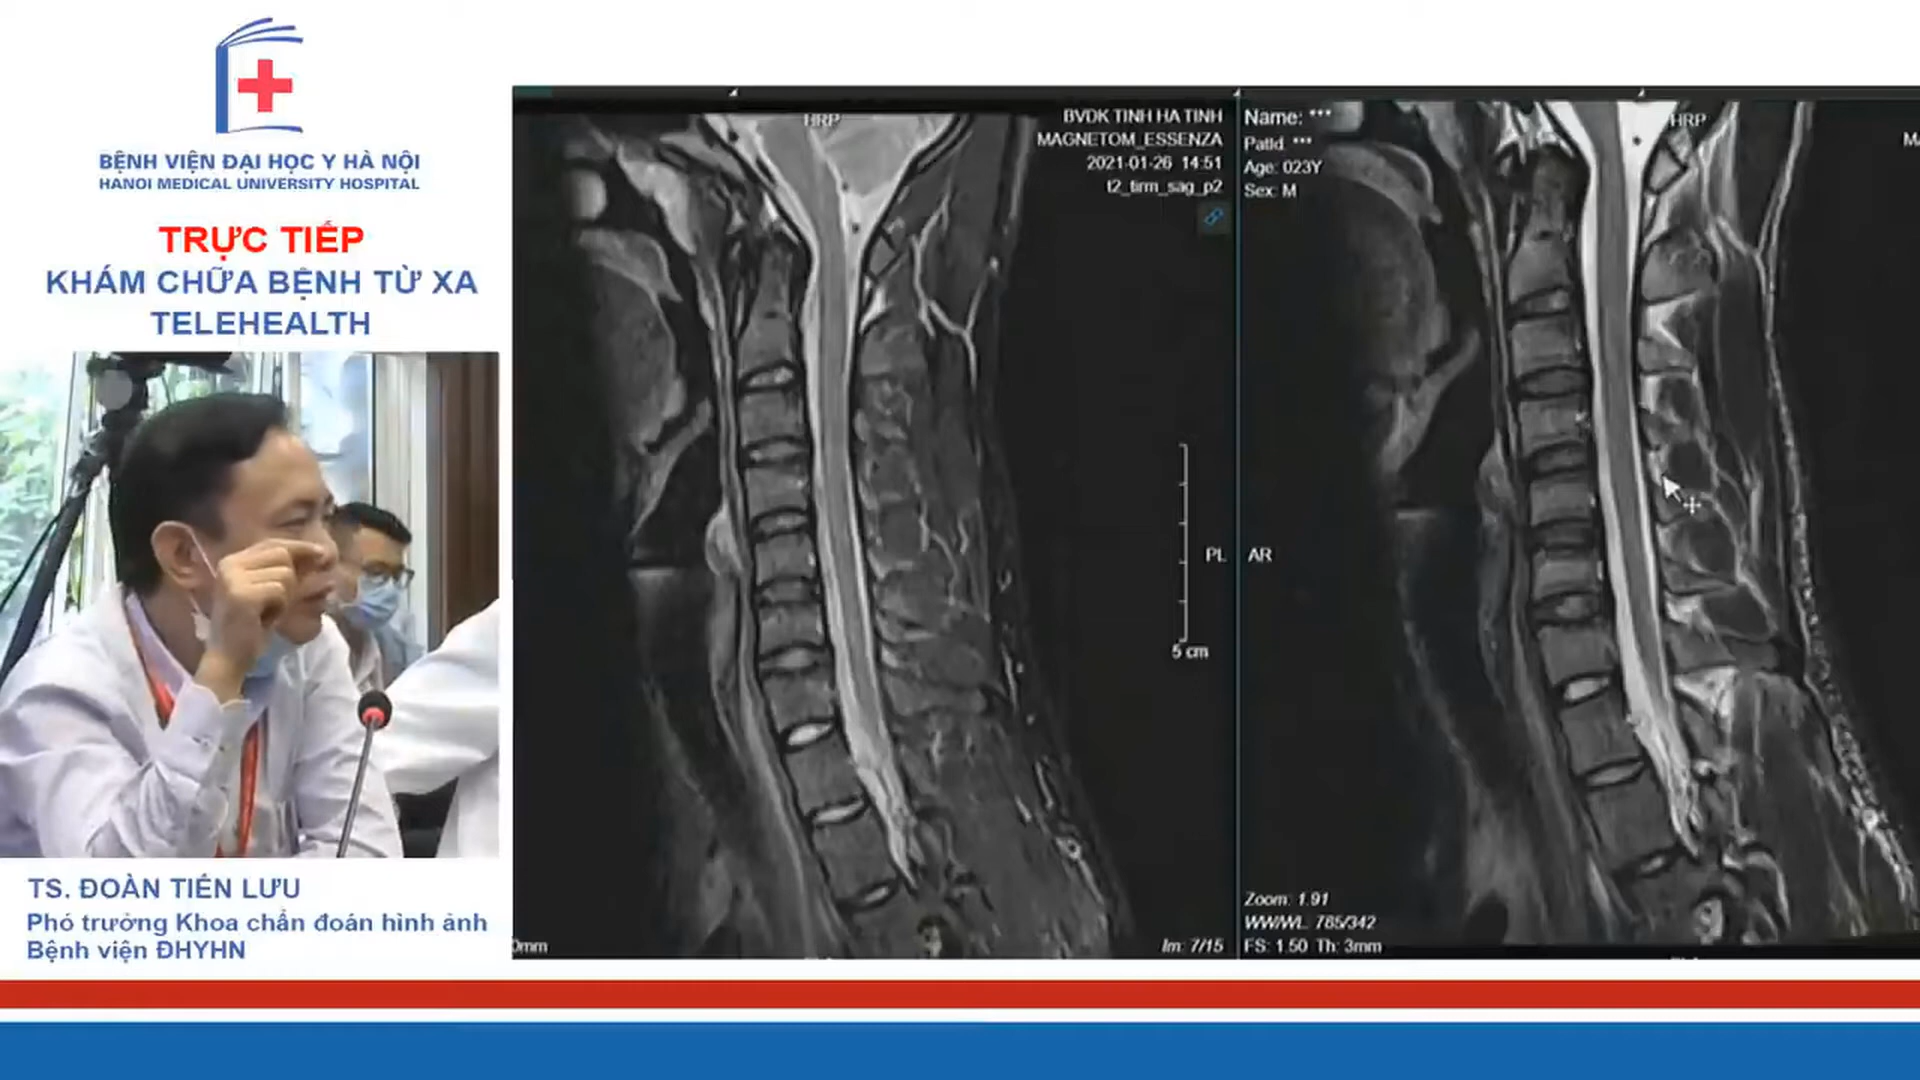 BỆNH VIỆN ĐẠI HỌC Y HÀ NỘI
HANOI MEDICAL UNIVERSITY HOSPITAL
TRỰC TIẾP
KHÁM CHỮA BỆNH TỪ XA
TELEHEALTH
TS. ĐOÀN TIẾN LƯU
Phó trưởng Khoa chẩn đoán hình ảnh
Bệnh viện ĐHYHN
HRP
BVDK TINH HA TINH
MAGNETOM_ESSENZA
2021-01-26 14:51
t2_tirm_sag_p2
PL
5 cm
0mm
Im: 7/15
Name: ***
PatId: ***
Age: 023Y
Sex: M
HRP
MA
AR
Zoom: 1.91
WW/WL: 765/342
FS: 1.50 Th: 3mm